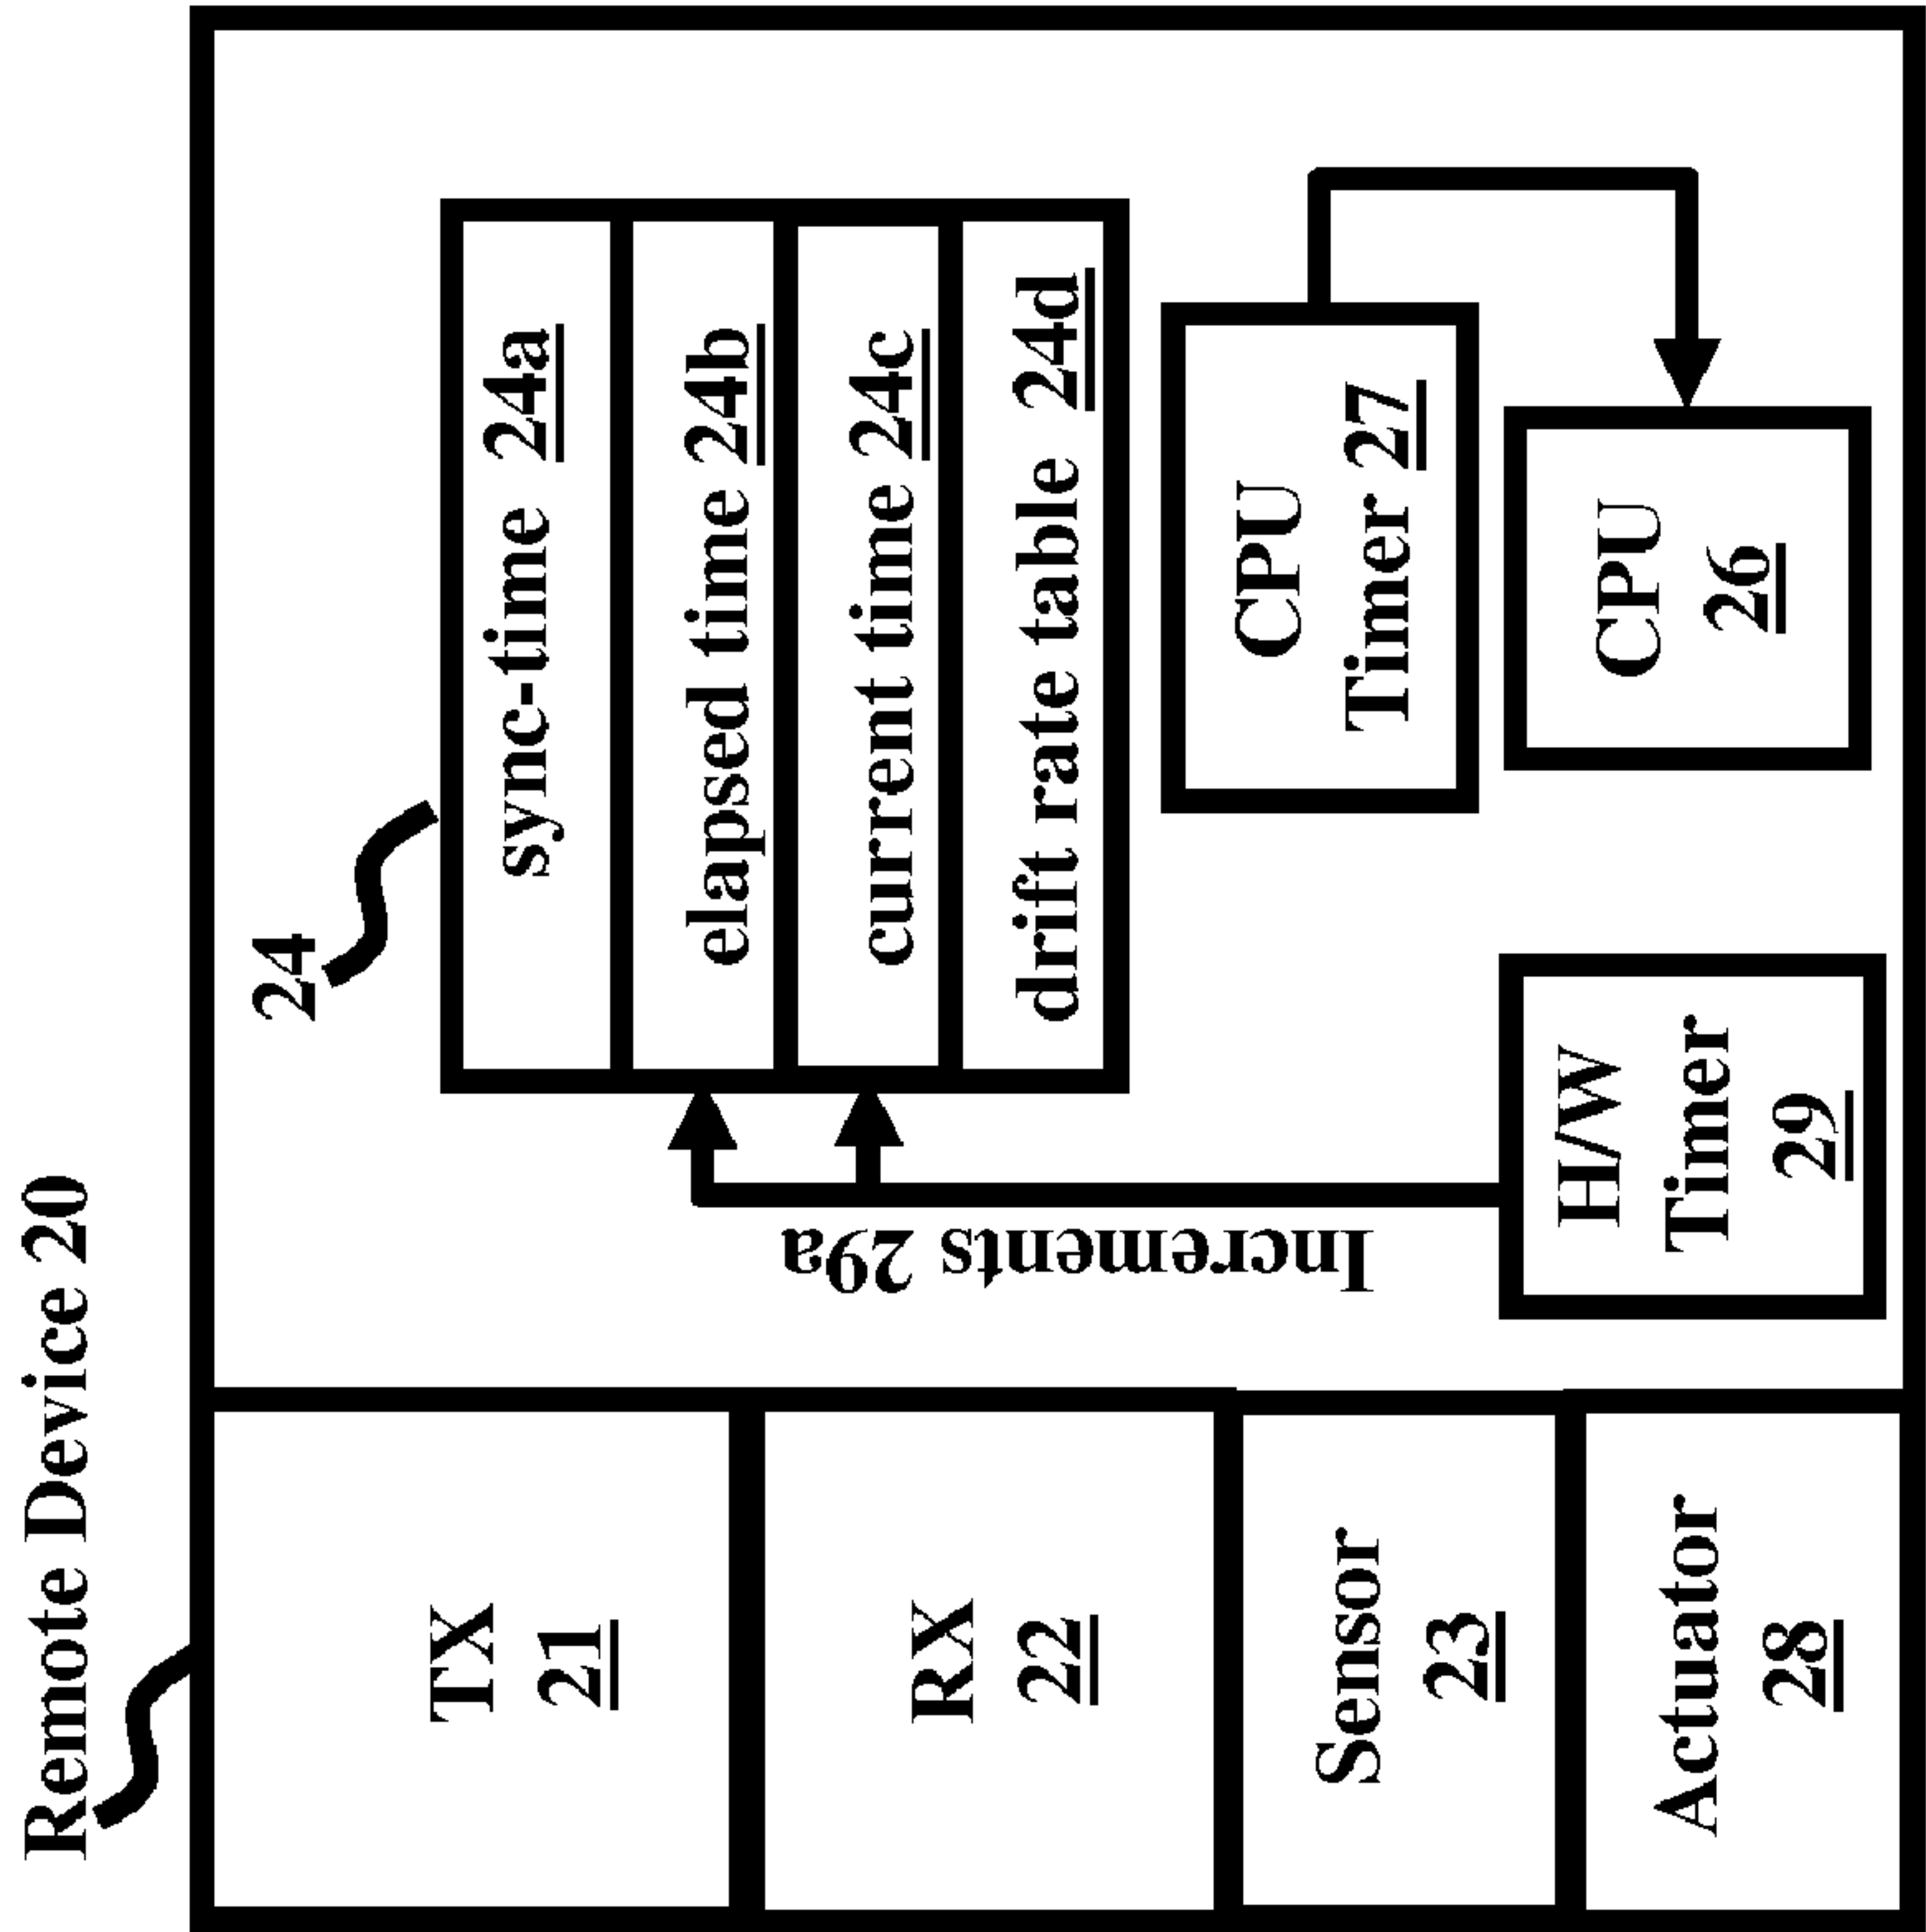 Remote Device 20
24
sync-time 24a
elapsed time 24b
current time 24c
drift rate table 24d
Increments 29a
TX
21
RX
22
Sensor
23
Actuator
28
H/W
Timer
29
CPU
Timer 27
CPU
26